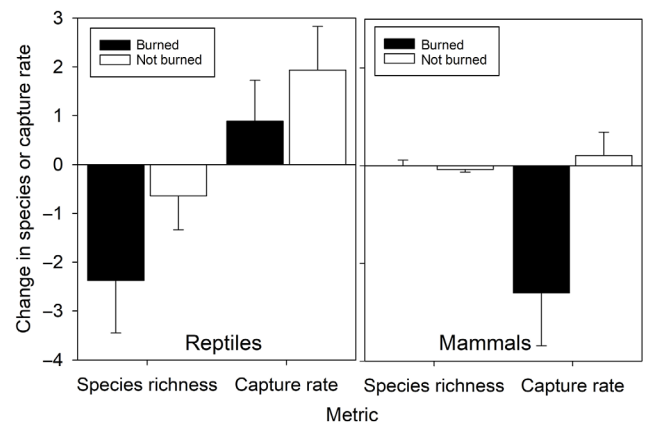 Change in species or capture rate
3
2
1
0
–1
–2
–3
–4
Burned
Not burned
Reptiles
Burned
Not burned
Mammals
Species richness Capture rate
Species richness Capture rate
Metric